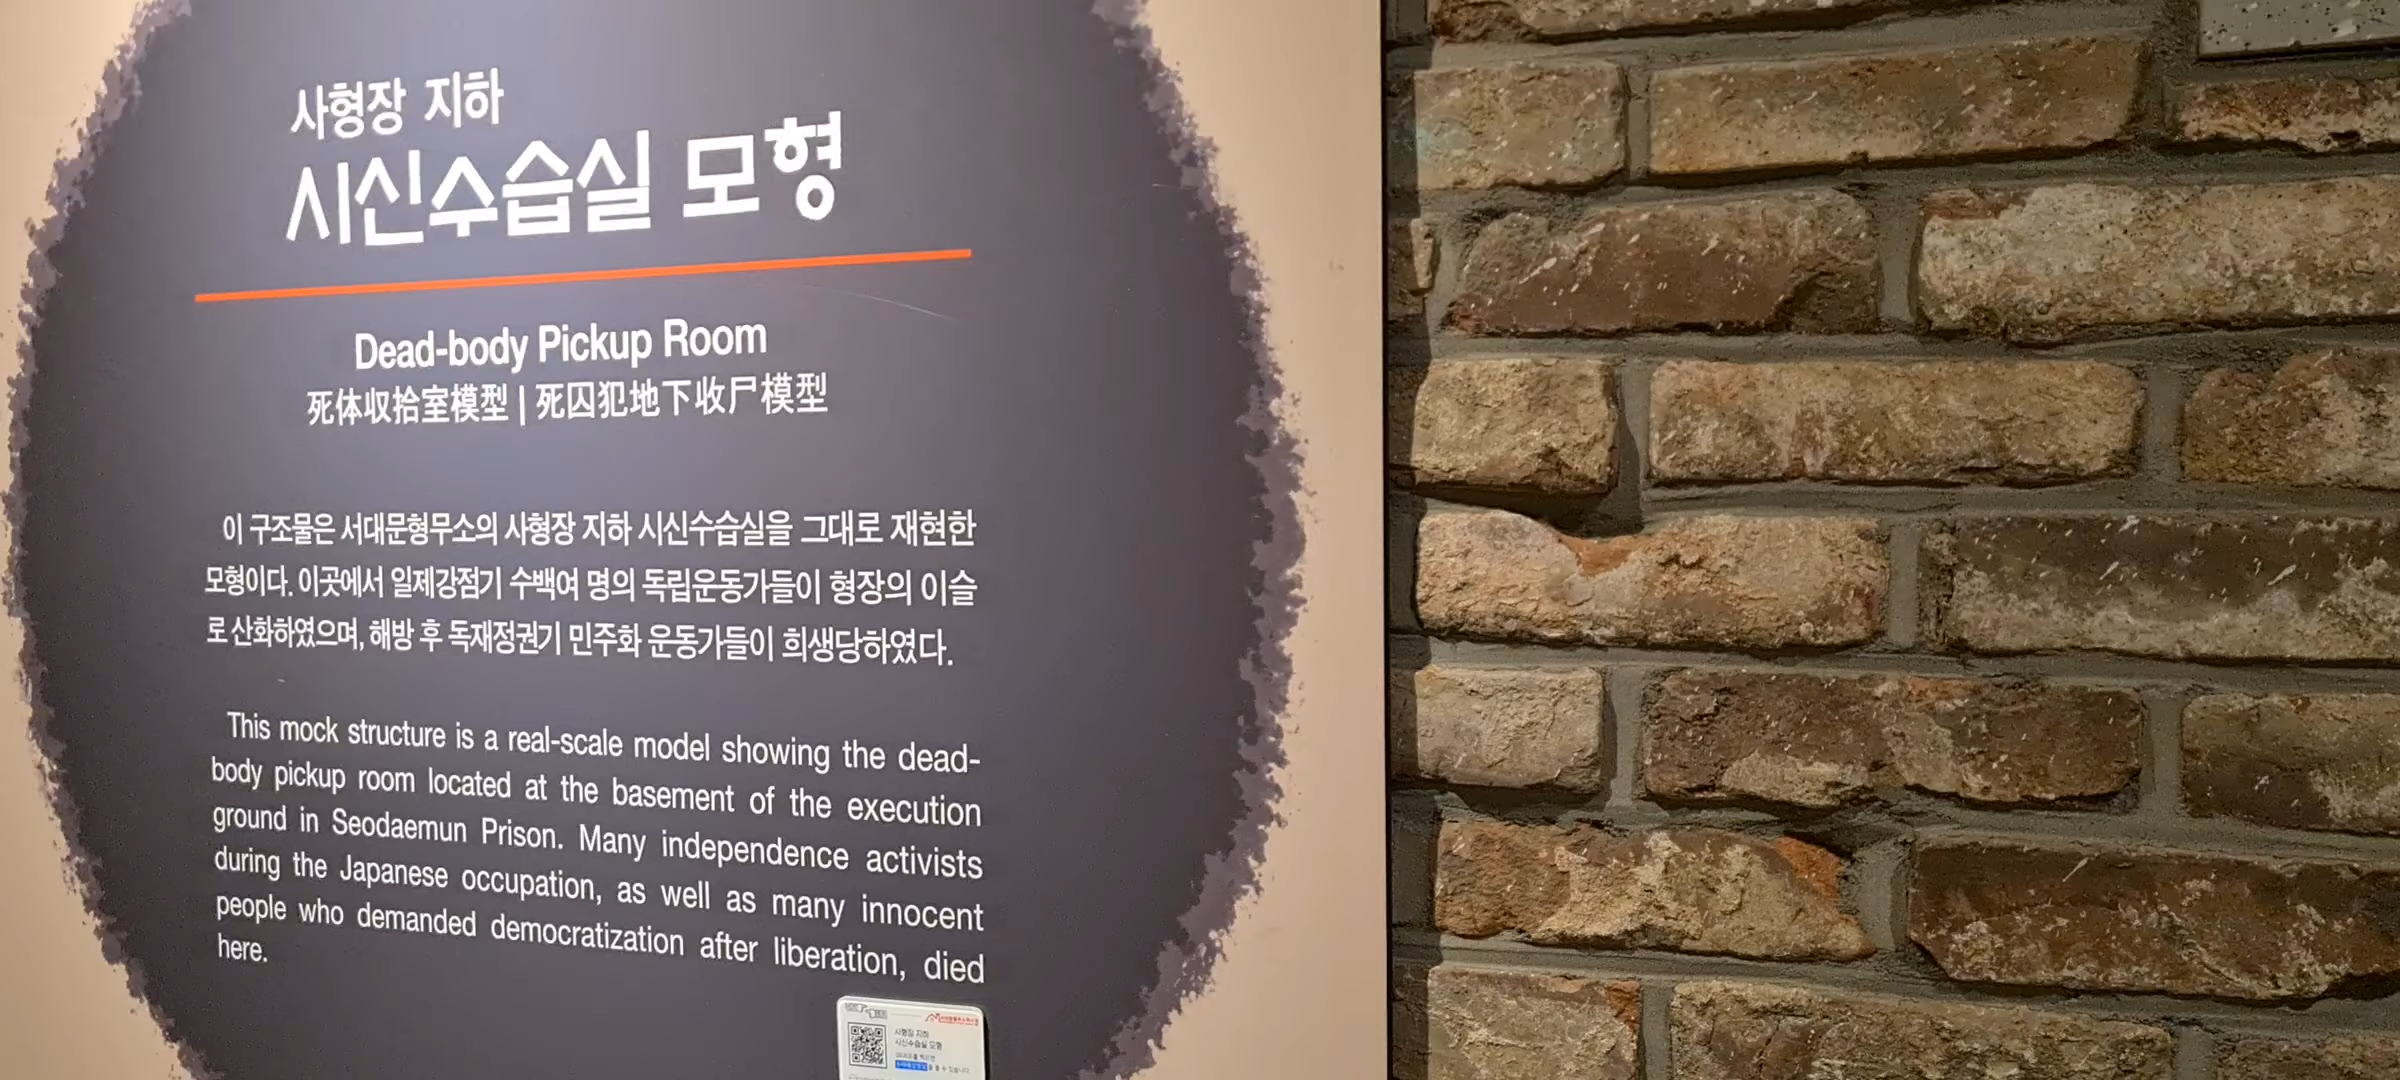 사형장 지하
시신수습실 모형
Dead-body Pickup Room
死体収拾室模型 | 死囚犯地下收尸模型
이 구조물은 서대문형무소의 사형장 지하 시신수습실을 그대로 재현한
모형이다. 이곳에서 일제강점기 수백여 명의 독립운동가들이 형장의 이슬
로 산화하였으며, 해방 후 독재정권기 민주화 운동가들이 희생당하였다.
This mock structure is a real-scale model showing the dead-
body pickup room located at the basement of the execution
ground in Seodaemun Prison. Many independence activists
during the Japanese occupation, as well as many innocent
people who demanded democratization after liberation, died
here.
사형장 지하
시신수습실 모형